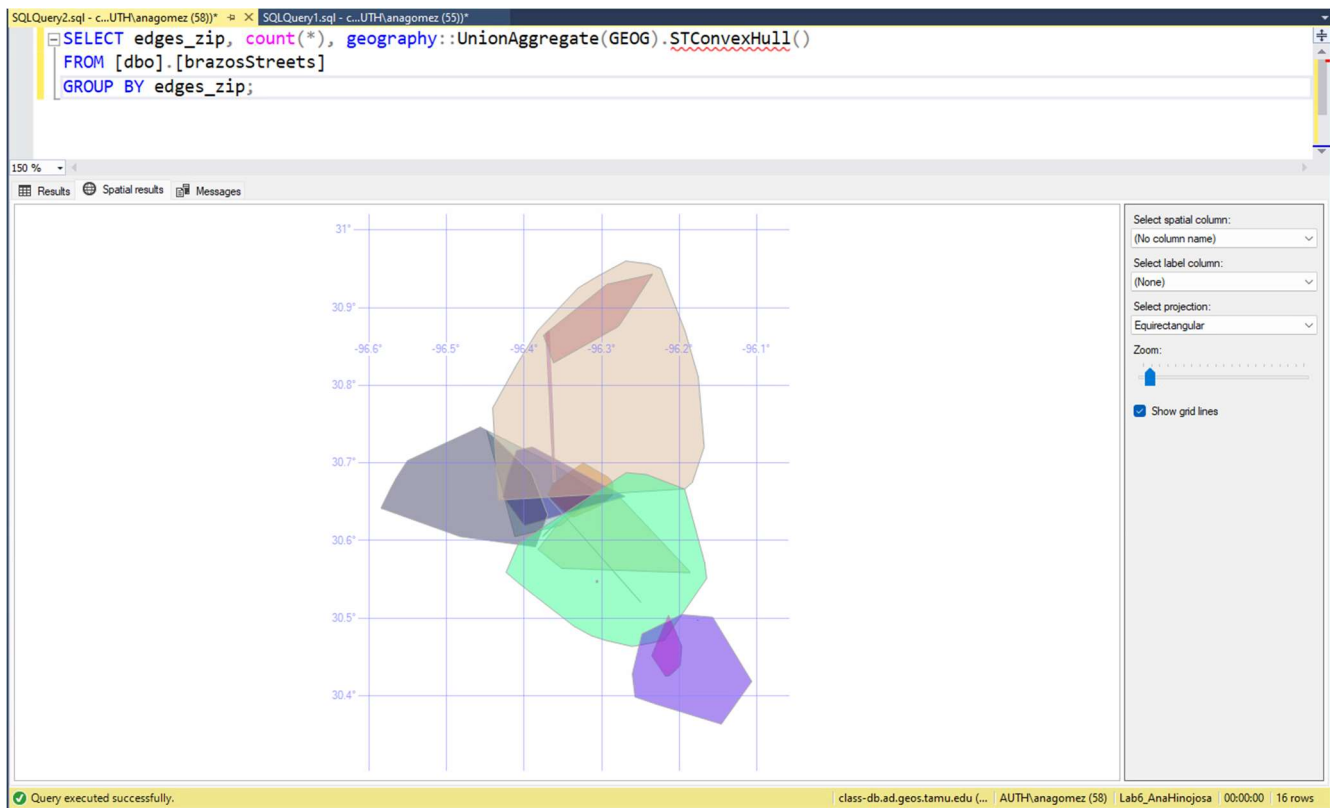 SQLQuery2.sql - c...UTH\anagomez (58))* SQLQuery1.sql - c...UTH\anagomez (55))*
SELECT edges_zip, count(*), geography::UnionAggregate(GEOG).STConvexHull()
FROM [dbo].[brazosStreets]
GROUP BY edges_zip;
150 %
Results Spatial results Messages
31°
30.9°
-96.6° -96.5° -96.4° -96.3° -96.2° -96.1°
30.8°
30.7°
30.6°
30.5°
30.4°
Select spatial column:
(No column name)
Select label column:
(None)
Select projection:
Equirectangular
Zoom:
Show grid lines
Query executed successfully. class-db.ad.geos.tamu.edu (... AUTH\anagomez (58) Lab6_AnaHinojosa 00:00:00 16 rows